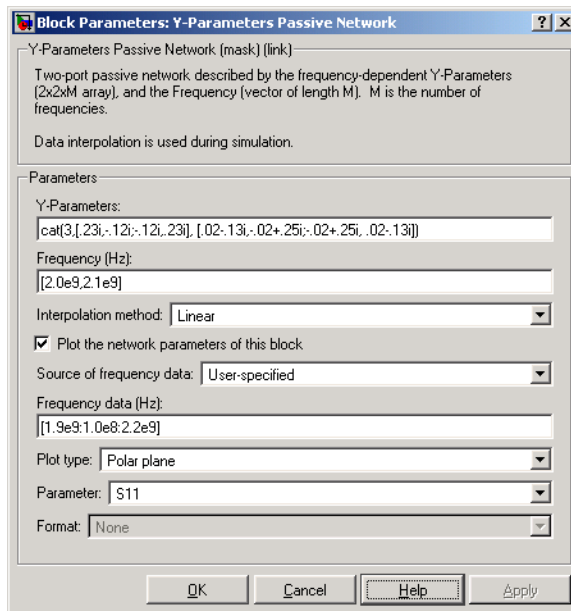 Block Parameters: Y-Parameters Passive Network
Y-Parameters Passive Network (mask) (link)
Two-port passive network described by the frequency-dependent Y-Parameters
(2x2xM array), and the Frequency (vector of length M).  M is the number of
frequencies.
Data interpolation is used during simulation.
Parameters
Y-Parameters:
cat(3,[.23i,-.12i;-.12i,.23i], [.02-.13i,-.02+.25i;-.02+.25i, .02-.13i])
Frequency (Hz):
[2.0e9,2.1e9]
Interpolation method: Linear
Plot the network parameters of this block
Source of frequency data: User-specified
Frequency data (Hz):
[1.9e9:1.0e8:2.2e9]
Plot type: Polar plane
Parameter: S11
Format: None
OK Cancel Help Apply